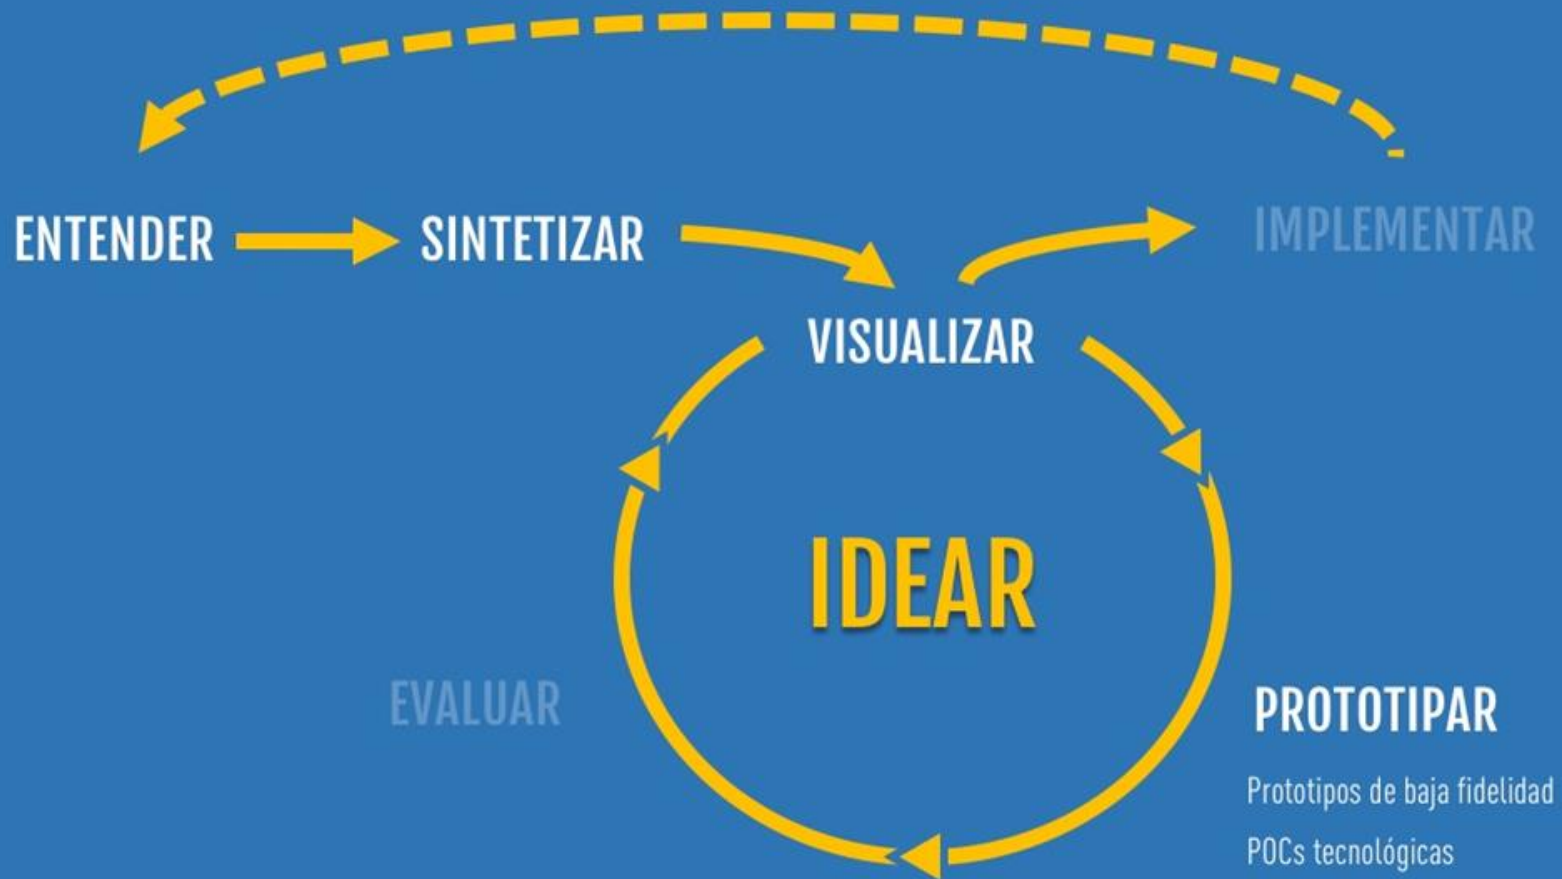 ENTENDER
SINTETIZAR
IMPLEMENTAR
VISUALIZAR
IDEAR
EVALUAR
PROTOTIPAR
Prototipos de baja fidelidad
POCs tecnológicas